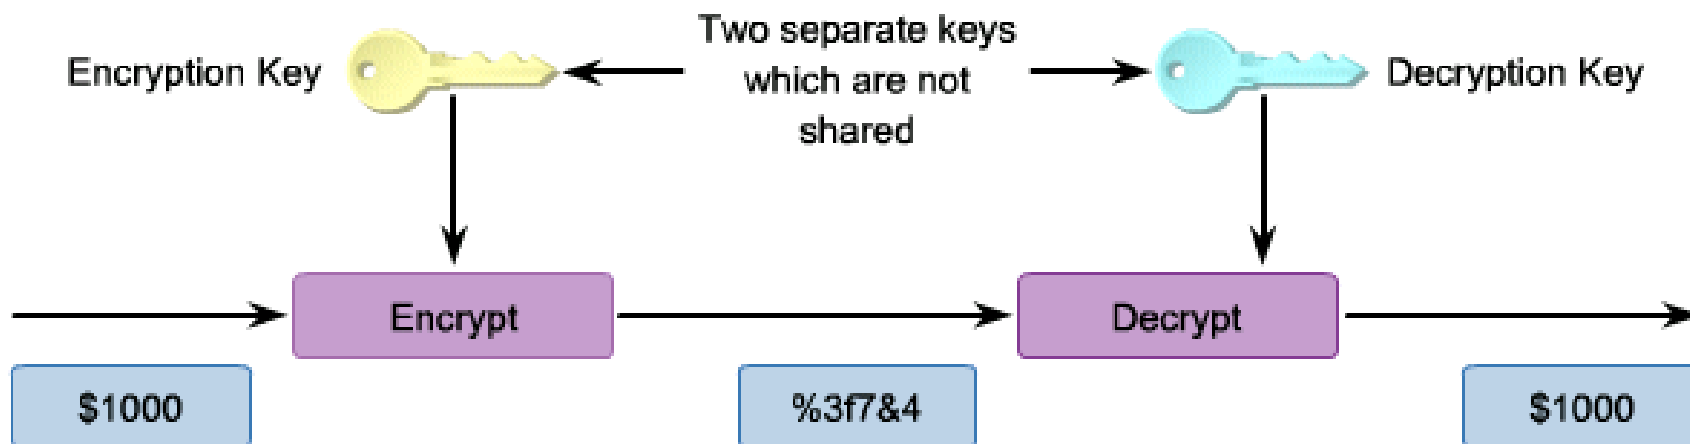 Encryption Key
Two separate keys
which are not
shared
Decryption Key
Encrypt
Decrypt
$1000
%3f7&4
$1000